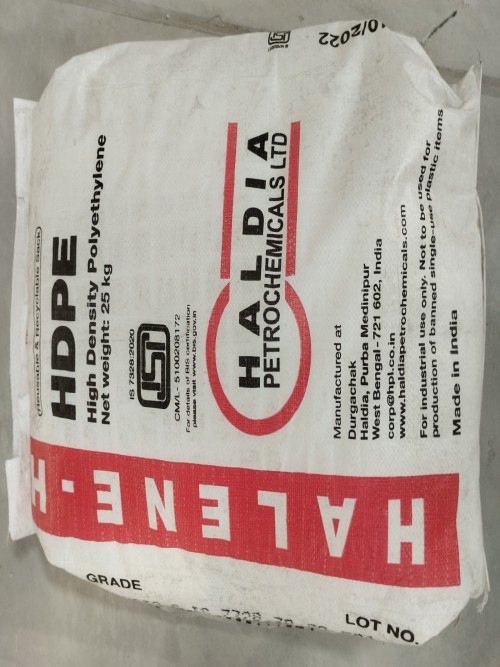 Reusable & Recyclable Sack
HDPE
High Density Polyethylene
Net weight: 25 kg
IS 7328:2020
ISI
CM/L- 5100208172
For details of BIS certification
please visit www.bis.gov.in
HALDIA
PETROCHEMICALS LTD
Manufactured at
Durgachak
Haldia, Purba Medinipur
West Bengal - 721 602, India
corp@hpl.co.in
www.haldiapetrochemicals.com
For industrial use only. Not to be used for
production of banned single-use plastic items
Made in India
HALENE-H
GRADE
LOT NO.
10/2022